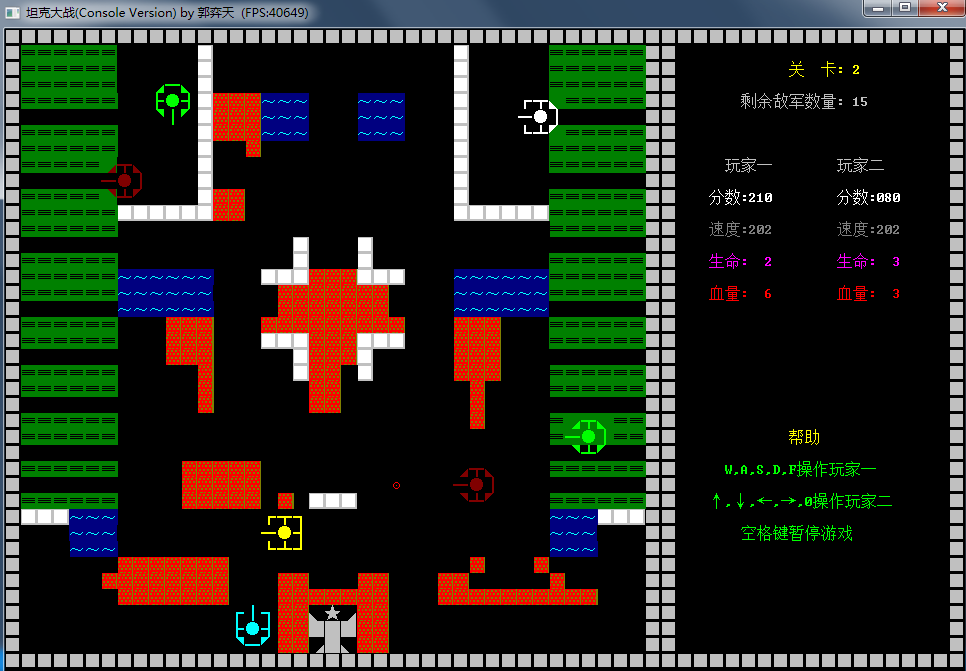 坦克大战(Console Version) by 郭弈天 (FPS:40649)
关 卡: 2
剩余敌军数量: 15
玩家一 玩家二
分数:210 分数:080
速度:202 速度:202
生命: 2 生命: 3
血量: 6 血量: 3
帮助
W,A,S,D,F操作玩家一
↑,↓,←,→,0操作玩家二
空格键暂停游戏